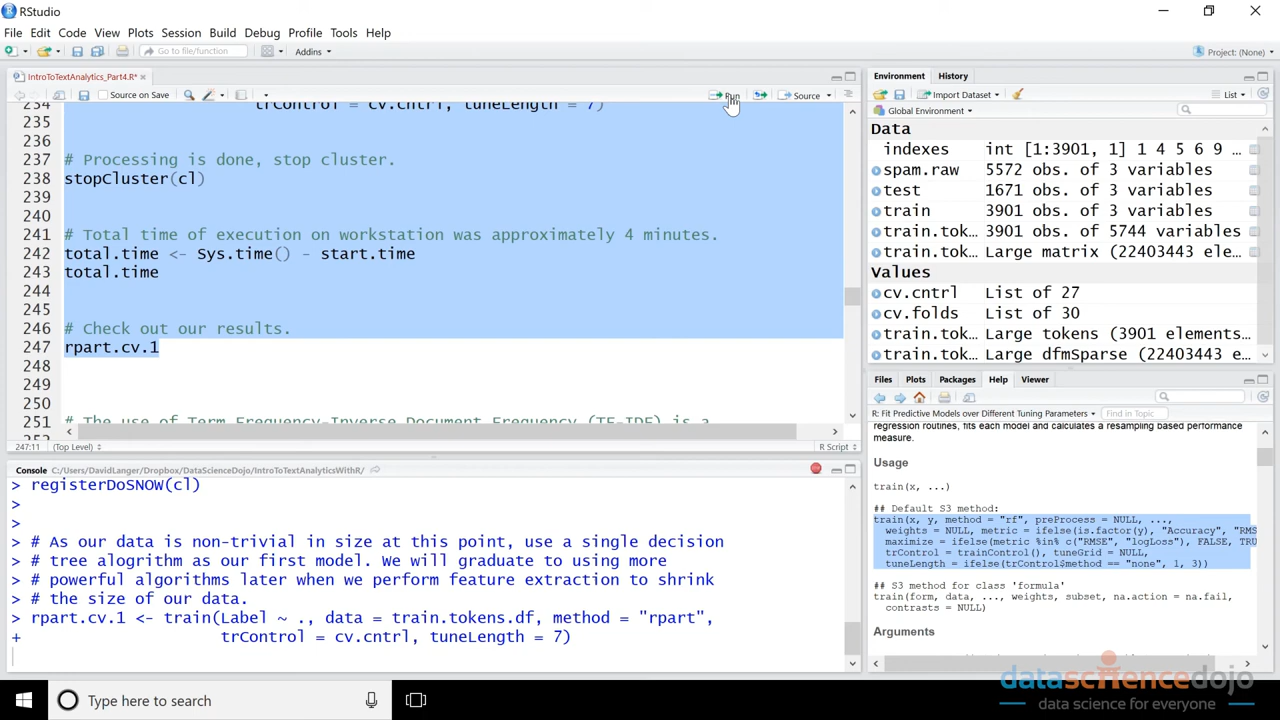 RStudio
File Edit Code View Plots Session Build Debug Profile Tools Help
Go to file/function Addins Project: (None)
IntroToTextAnalytics_Part4.R*
Source on Save Run Source
234 trControl = cv.cntrl, tuneLength = 7)
235
236
237 # Processing is done, stop cluster.
238 stopCluster(cl)
239
240
241 # Total time of execution on workstation was approximately 4 minutes.
242 total.time <- Sys.time() - start.time
243 total.time
244
245
246 # Check out our results.
247 rpart.cv.1
248
249
250
251 # The use of Term Frequency-Inverse Document Frequency (TF-IDF) is a
247:11 (Top Level) R Script
Console C:/Users/DavidLanger/Dropbox/DataScienceDojo/IntroToTextAnalyticsWithR/
> registerDoSNOW(cl)
>
>
> # As our data is non-trivial in size at this point, use a single decision
> # tree alogrithm as our first model. We will graduate to using more
> # powerful algorithms later when we perform feature extraction to shrink
> # the size of our data.
> rpart.cv.1 <- train(Label ~ ., data = train.tokens.df, method = "rpart",
+ trControl = cv.cntrl, tuneLength = 7)
Environment History
Import Dataset List
Global Environment
Data
indexes int [1:3901, 1] 1 4 5 6 9 …
spam.raw 5572 obs. of 3 variables
test 1671 obs. of 3 variables
train 3901 obs. of 3 variables
train.tok… 3901 obs. of 5744 variables
train.tok… Large matrix (22403443 ele…
Values
cv.cntrl List of 27
cv.folds List of 30
train.tok… Large tokens (3901 elements…
train.tok… Large dfmSparse (22403443 e…
Files Plots Packages Help Viewer
R: Fit Predictive Models over Different Tuning Parameters Find in Topic
regression routines, fits each model and calculates a resampling based performance
measure.
Usage
train(x, ...)
## Default S3 method:
train(x, y, method = "rf", preProcess = NULL, ...,
weights = NULL, metric = ifelse(is.factor(y), "Accuracy", "RMS
maximize = ifelse(metric %in% c("RMSE", "logLoss"), FALSE, TRU
trControl = trainControl(), tuneGrid = NULL,
tuneLength = ifelse(trControl$method == "none", 1, 3))
## S3 method for class 'formula'
train(form, data, ..., weights, subset, na.action = na.fail,
contrasts = NULL)
Arguments
datasciencedojo
data science for everyone
Type here to search